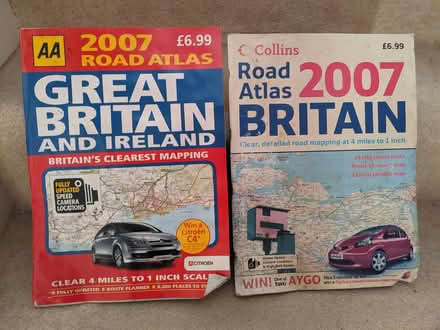 AA
2007
ROAD ATLAS
£6.99
GREAT
BRITAIN
AND IRELAND
BRITAIN'S CLEAREST MAPPING
FULLY
UPDATED
SPEED
CAMERA
LOCATIONS
Win a
Citroën
C4
CITROËN
CLEAR 4 MILES TO 1 INCH SCALE
Collins
£6.99
Road
Atlas
2007
BRITAIN
Clear, detailed road mapping at 4 miles to 1 inch
WIN!
AYGO